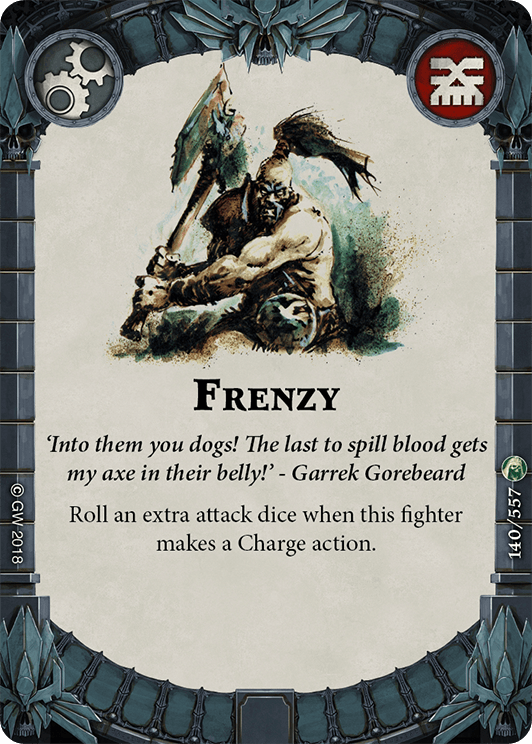 FRENZY
‘Into them you dogs! The last to spill blood gets
my axe in their belly!’ - Garrek Gorebeard
Roll an extra attack dice when this fighter
makes a Charge action.
© GW 2018
140/557